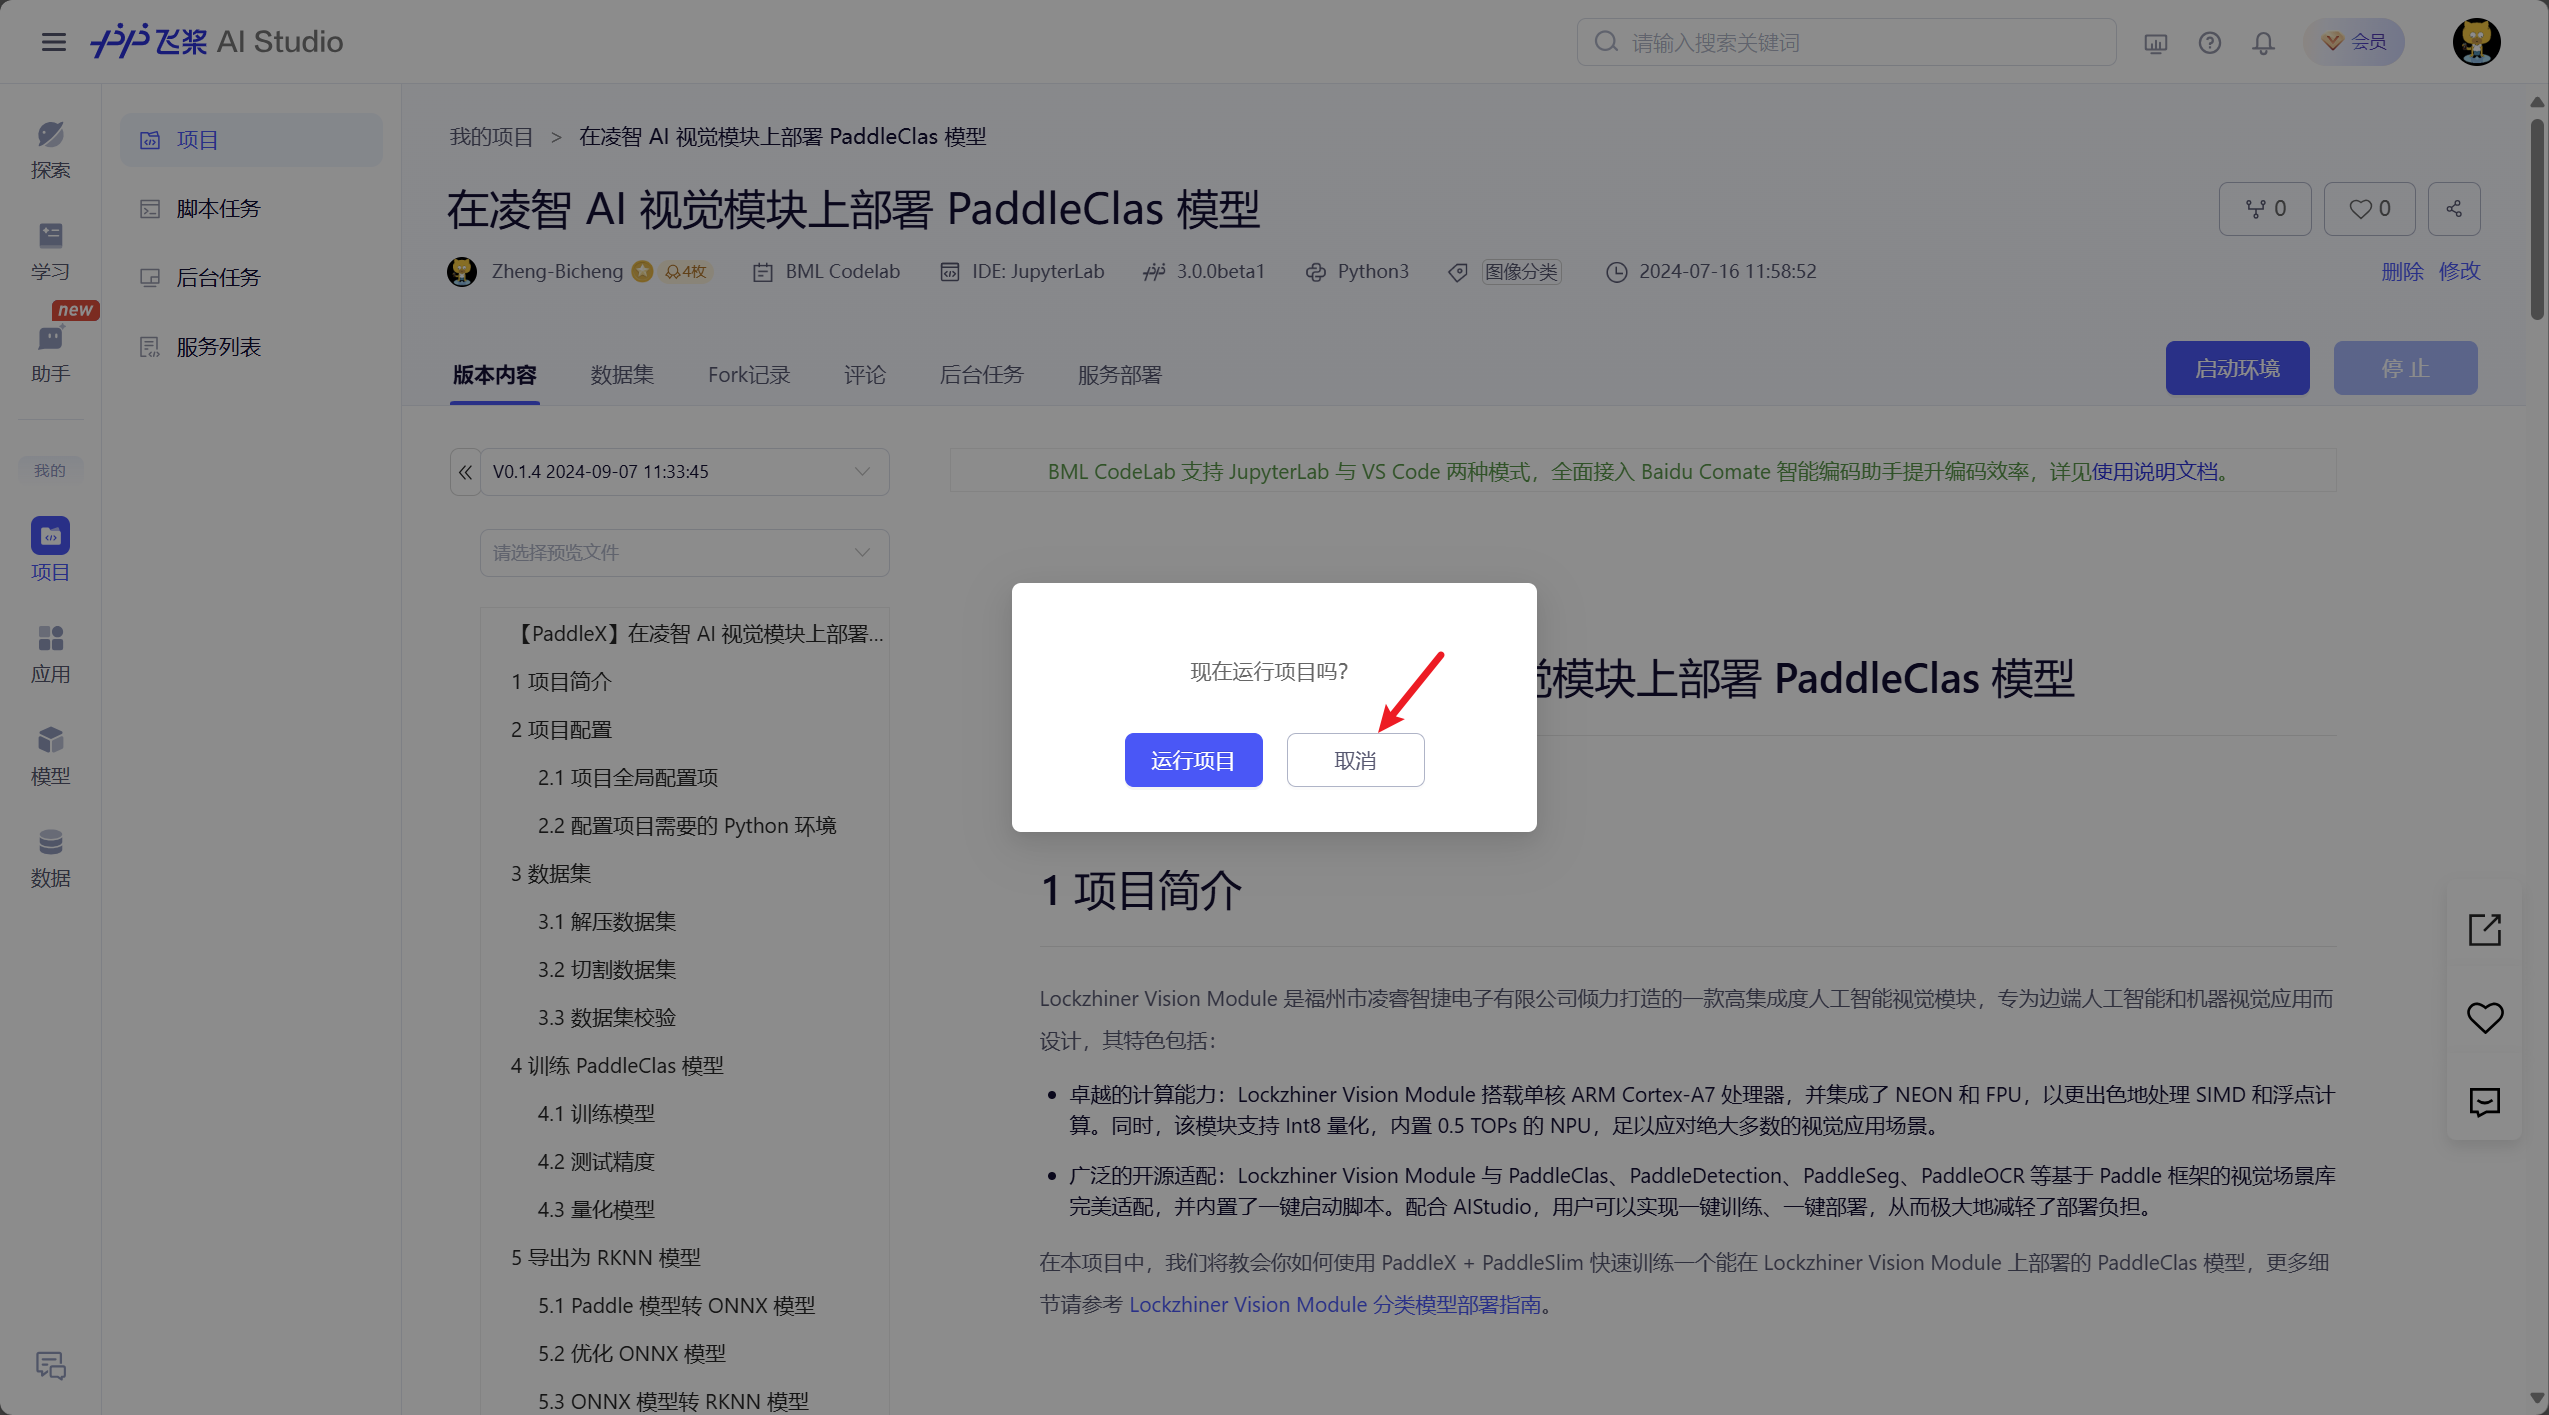 飞桨 AI Studio
请输入搜索关键词
会员
探索
学习
new
助手
我的
项目
应用
模型
数据
项目
脚本任务
后台任务
服务列表
我的项目 > 在凌智 AI 视觉模块上部署 PaddleClas 模型
在凌智 AI 视觉模块上部署 PaddleClas 模型
0
0
Zheng-Bicheng 4枚 BML Codelab IDE: JupyterLab 3.0.0beta1 Python3 图像分类 2024-07-16 11:58:52
删除 修改
版本内容 数据集 Fork记录 评论 后台任务 服务部署
启动环境 停 止
V0.1.4 2024-09-07 11:33:45
请选择预览文件
【PaddleX】在凌智 AI 视觉模块上部署...
1 项目简介
2 项目配置
2.1 项目全局配置项
2.2 配置项目需要的 Python 环境
3 数据集
3.1 解压数据集
3.2 切割数据集
3.3 数据集校验
4 训练 PaddleClas 模型
4.1 训练模型
4.2 测试精度
4.3 量化模型
5 导出为 RKNN 模型
5.1 Paddle 模型转 ONNX 模型
5.2 优化 ONNX 模型
5.3 ONNX 模型转 RKNN 模型
BML CodeLab 支持 JupyterLab 与 VS Code 两种模式，全面接入 Baidu Comate 智能编码助手提升编码效率，详见使用说明文档。
现在运行项目吗?
运行项目 取消
模块上部署 PaddleClas 模型
1 项目简介
Lockzhiner Vision Module 是福州市凌睿智捷电子有限公司倾力打造的一款高集成度人工智能视觉模块，专为边端人工智能和机器视觉应用而
设计，其特色包括：
• 卓越的计算能力：Lockzhiner Vision Module 搭载单核 ARM Cortex-A7 处理器，并集成了 NEON 和 FPU，以更出色地处理 SIMD 和浮点计
算。同时，该模块支持 Int8 量化，内置 0.5 TOPs 的 NPU，足以应对绝大多数的视觉应用场景。
• 广泛的开源适配：Lockzhiner Vision Module 与 PaddleClas、PaddleDetection、PaddleSeg、PaddleOCR 等基于 Paddle 框架的视觉场景库
完美适配，并内置了一键启动脚本。配合 AIStudio，用户可以实现一键训练、一键部署，从而极大地减轻了部署负担。
在本项目中，我们将教会你如何使用 PaddleX + PaddleSlim 快速训练一个能在 Lockzhiner Vision Module 上部署的 PaddleClas 模型，更多细
节请参考 Lockzhiner Vision Module 分类模型部署指南。